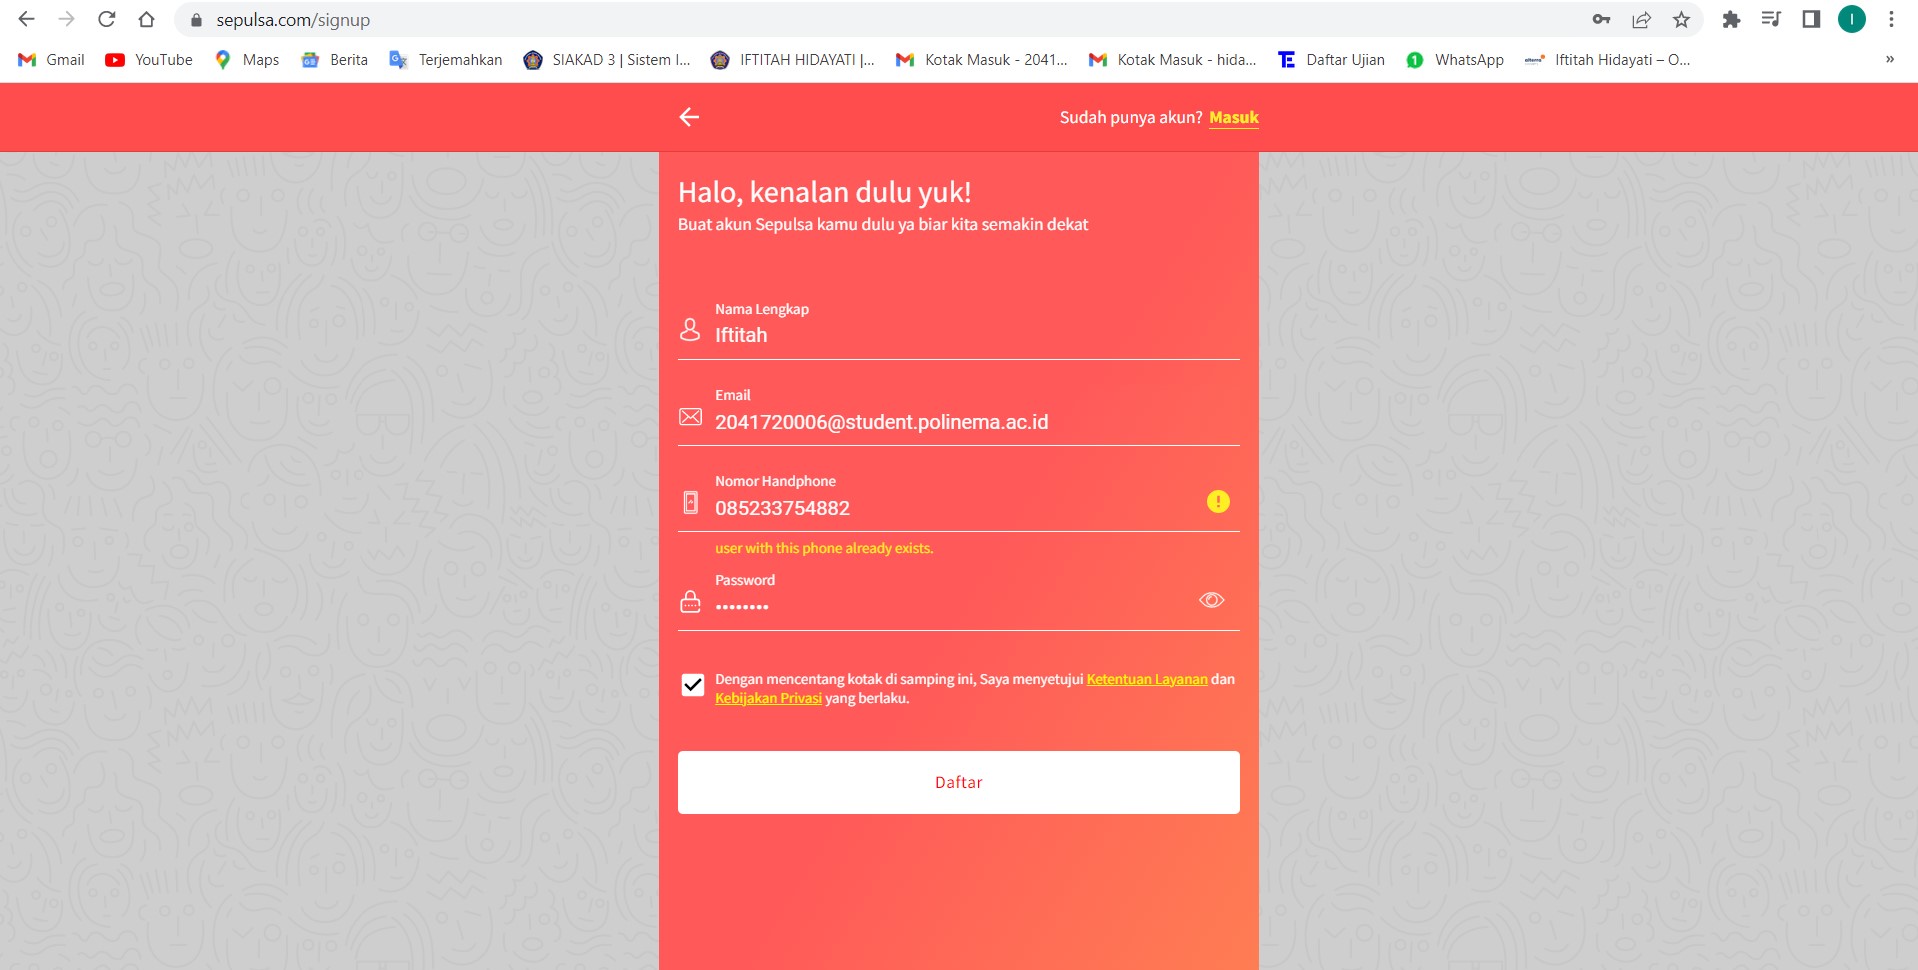 sepulsa.com/signup
Gmail
YouTube
Maps
Berita
Terjemahkan
SIAKAD 3 | Sistem I...
IFTITAH HIDAYATI |...
Kotak Masuk - 2041...
Kotak Masuk - hida...
Daftar Ujian
WhatsApp
Iftitah Hidayati – O...
»
I
Sudah punya akun? Masuk
Halo, kenalan dulu yuk!
Buat akun Sepulsa kamu dulu ya biar kita semakin dekat
Nama Lengkap
Iftitah
Email
2041720006@student.polinema.ac.id
Nomor Handphone
085233754882
user with this phone already exists.
Password
••••••••
Dengan mencentang kotak di samping ini, Saya menyetujui Ketentuan Layanan dan
Kebijakan Privasi yang berlaku.
Daftar